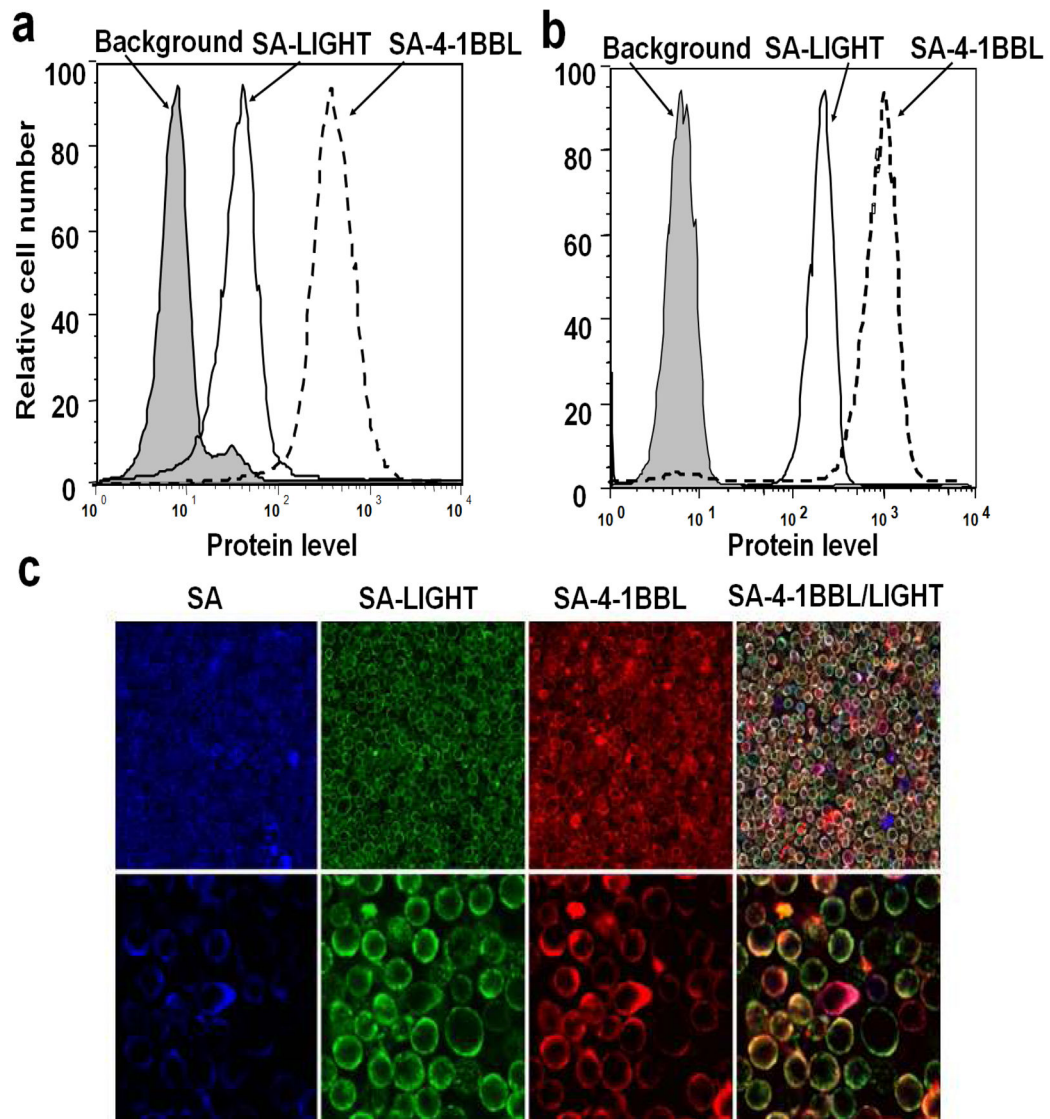 a
Background SA-LIGHT SA-4-1BBL
Relative cell number
100
80
60
40
20
0
10^0 10^1 10^2 10^3 10^4
Protein level
b
Background SA-LIGHT SA-4-1BBL
100
80
60
40
20
0
10^0 10^1 10^2 10^3 10^4
Protein level
c
SA SA-LIGHT SA-4-1BBL SA-4-1BBL/LIGHT